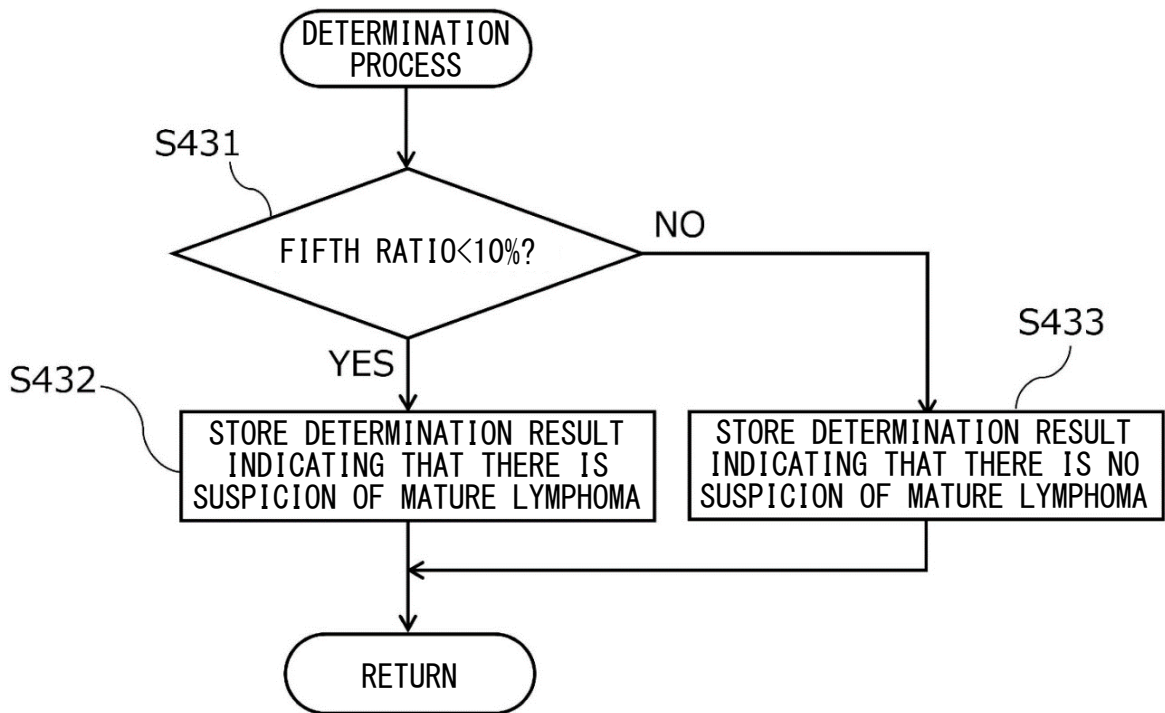 DETERMINATION
PROCESS
S431
FIFTH RATIO<10%?
NO
YES
S432
STORE DETERMINATION RESULT
INDICATING THAT THERE IS
SUSPICION OF MATURE LYMPHOMA
S433
STORE DETERMINATION RESULT
INDICATING THAT THERE IS NO
SUSPICION OF MATURE LYMPHOMA
RETURN